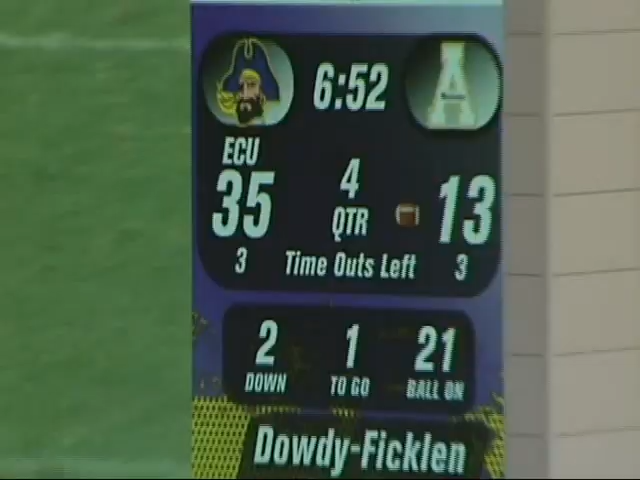 6:52 A
ECU
35 4 13
QTR
3 Time Outs Left 3
2 1 21
DOWN TO GO BALL ON
Dowdy-Ficklen